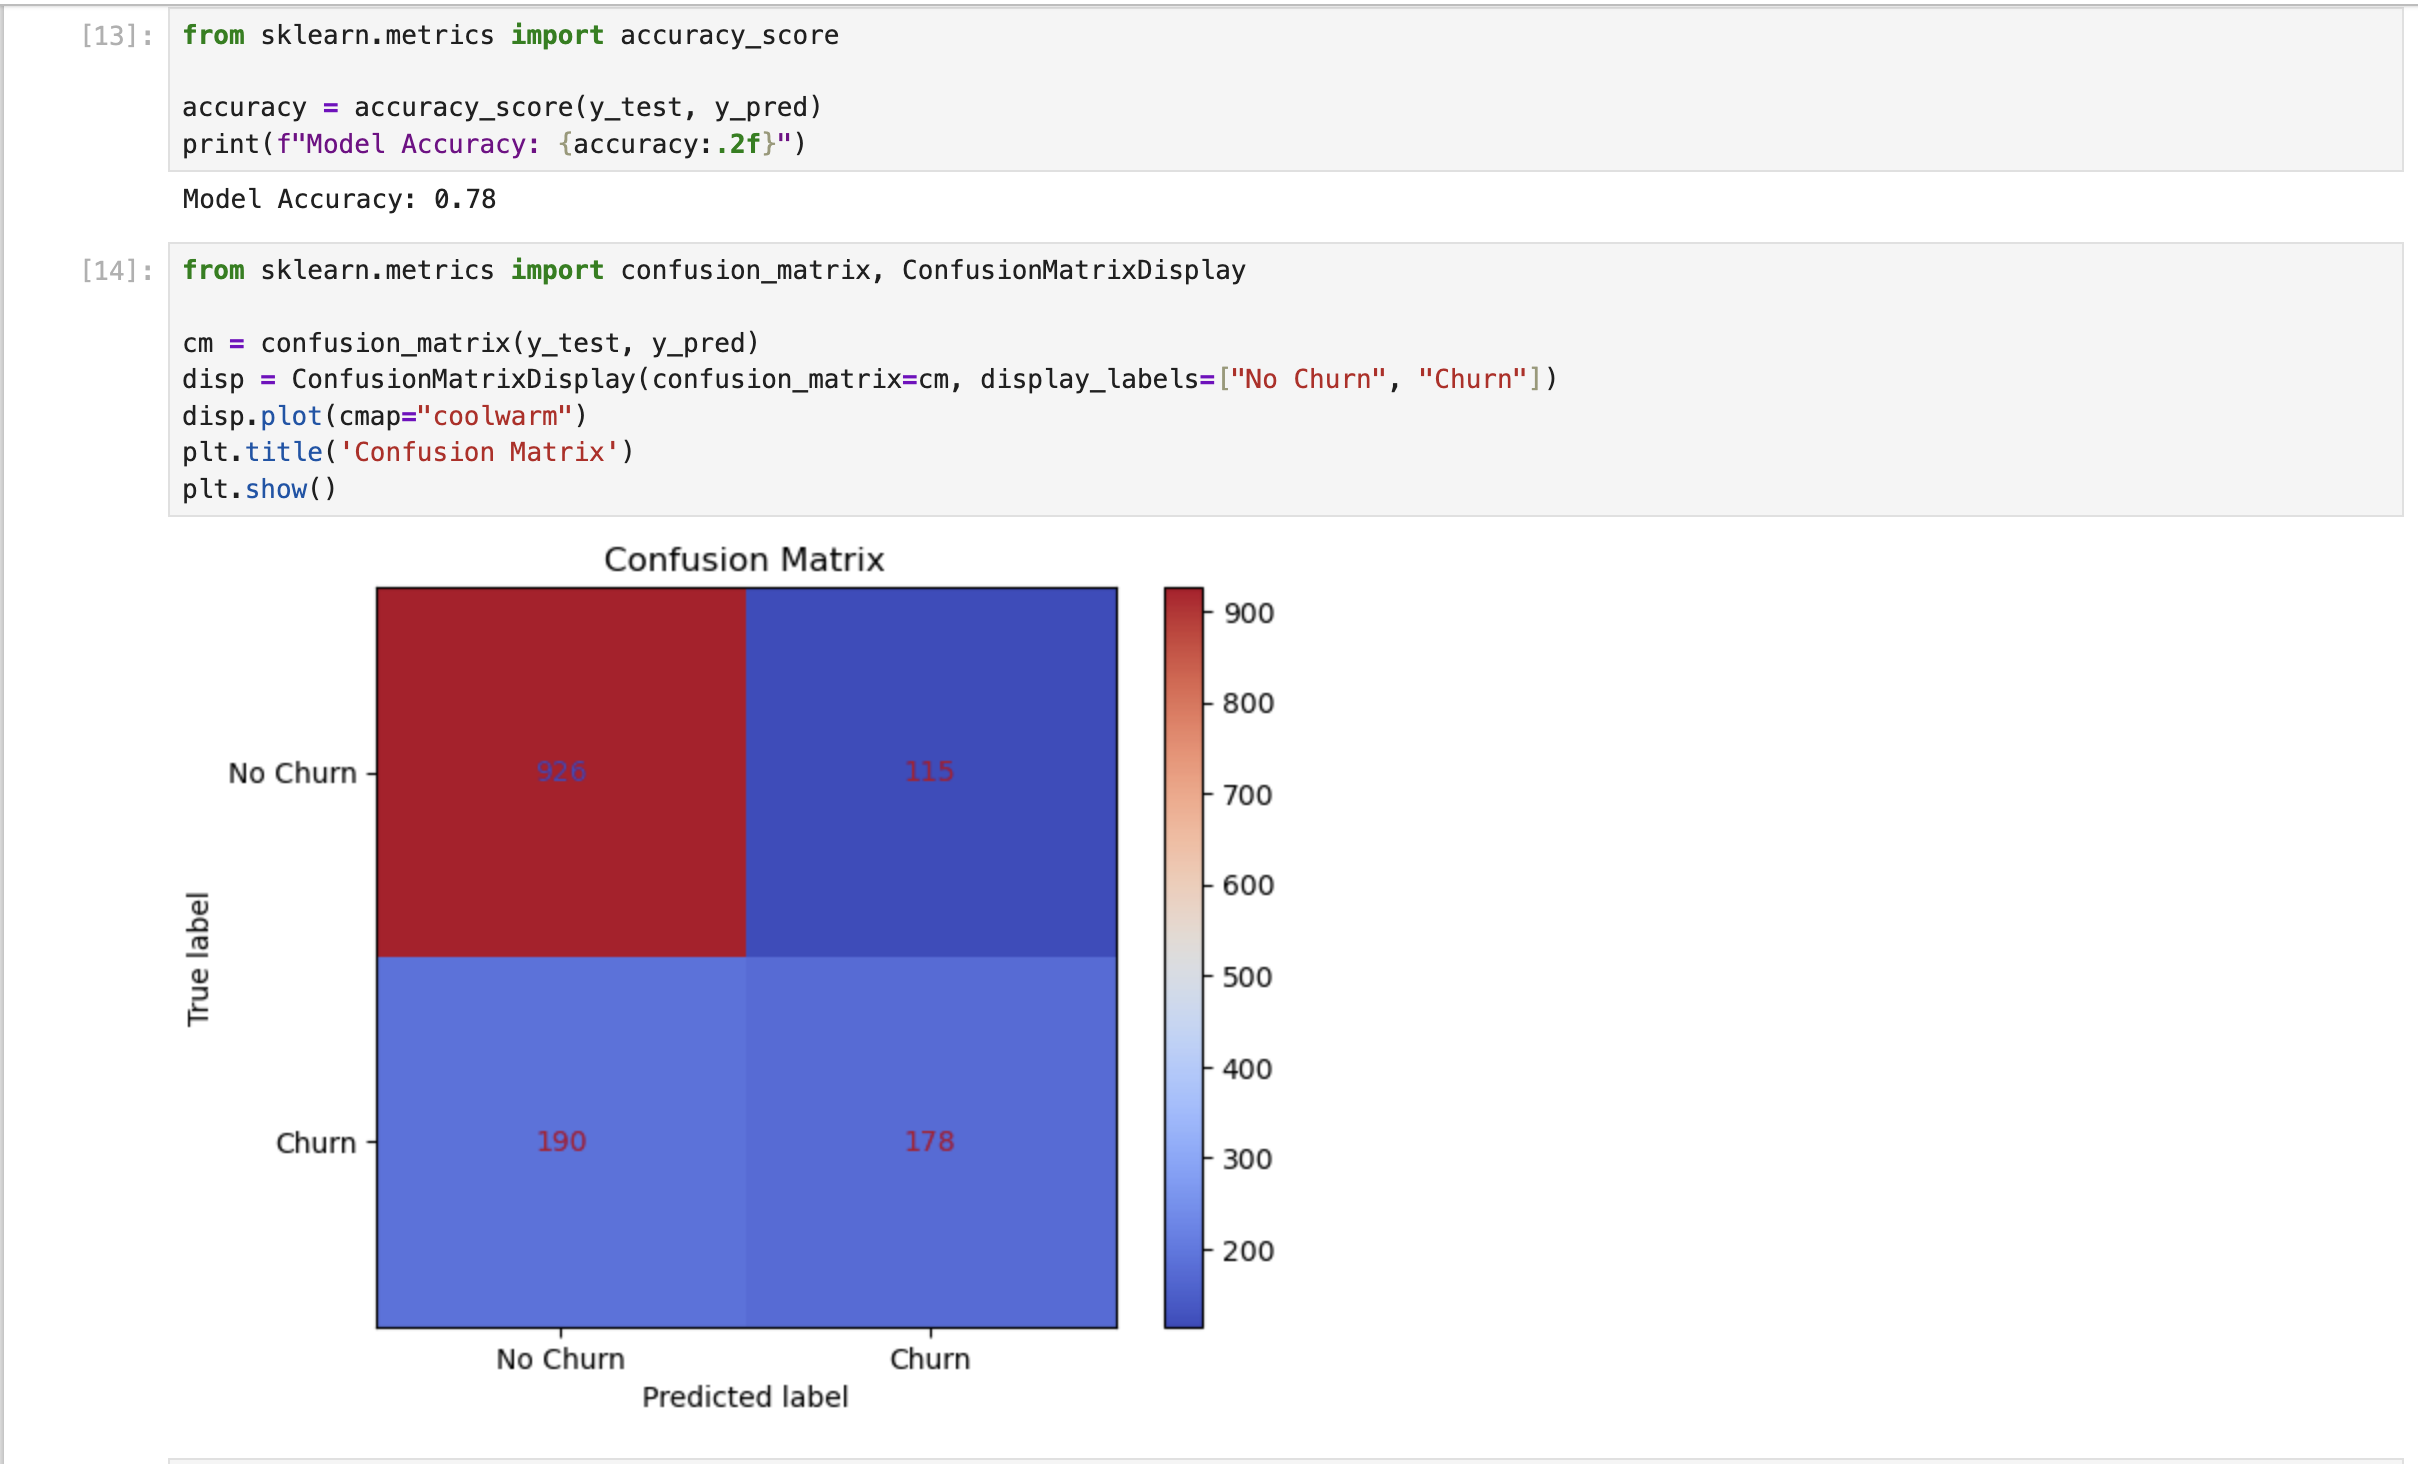 [13]: from sklearn.metrics import accuracy_score
accuracy = accuracy_score(y_test, y_pred)
print(f"Model Accuracy: {accuracy:.2f}")
Model Accuracy: 0.78
[14]: from sklearn.metrics import confusion_matrix, ConfusionMatrixDisplay
cm = confusion_matrix(y_test, y_pred)
disp = ConfusionMatrixDisplay(confusion_matrix=cm, display_labels=["No Churn", "Churn"])
disp.plot(cmap="coolwarm")
plt.title('Confusion Matrix')
plt.show()
Confusion Matrix
True label
No Churn
926
115
Churn
190
178
No Churn
Churn
Predicted label
900
800
700
600
500
400
300
200